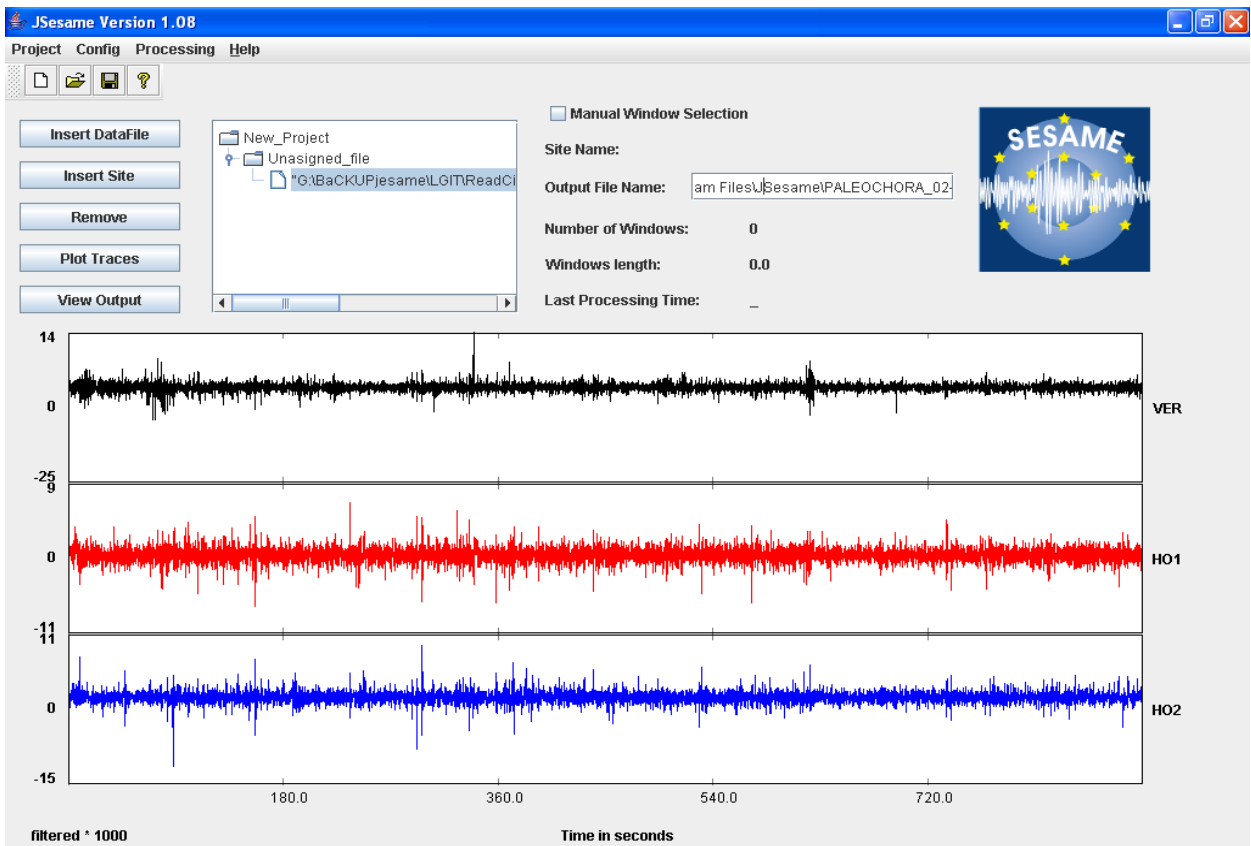 JSesame Version 1.08
Project Config Processing Help
Insert DataFile
Insert Site
Remove
Plot Traces
View Output
New_Project
Unasigned_file
"G:\BaCKUPjesame\LGIT\ReadCi
Manual Window Selection
Site Name:
Output File Name: am Files\JSesame\PALEOCHORA_02-
Number of Windows: 0
Windows length: 0.0
Last Processing Time: _
SESAME
14
0
-25
VER
9
0
-11
HO1
11
0
-15
HO2
180.0 360.0 540.0 720.0
filtered * 1000 Time in seconds